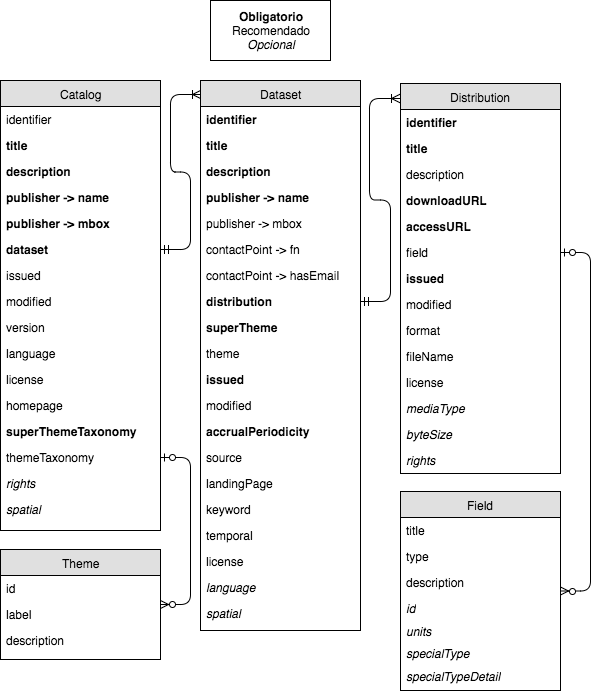 Obligatorio
Recomendado
Opcional
Catalog
identifier
title
description
publisher -> name
publisher -> mbox
dataset
issued
modified
version
language
license
homepage
superThemeTaxonomy
themeTaxonomy
rights
spatial
Theme
id
label
description
Dataset
identifier
title
description
publisher -> name
publisher -> mbox
contactPoint -> fn
contactPoint -> hasEmail
distribution
superTheme
theme
issued
modified
accrualPeriodicity
source
landingPage
keyword
temporal
license
language
spatial
Distribution
identifier
title
description
downloadURL
accessURL
field
issued
modified
format
fileName
license
mediaType
byteSize
rights
Field
title
type
description
id
units
specialType
specialTypeDetail